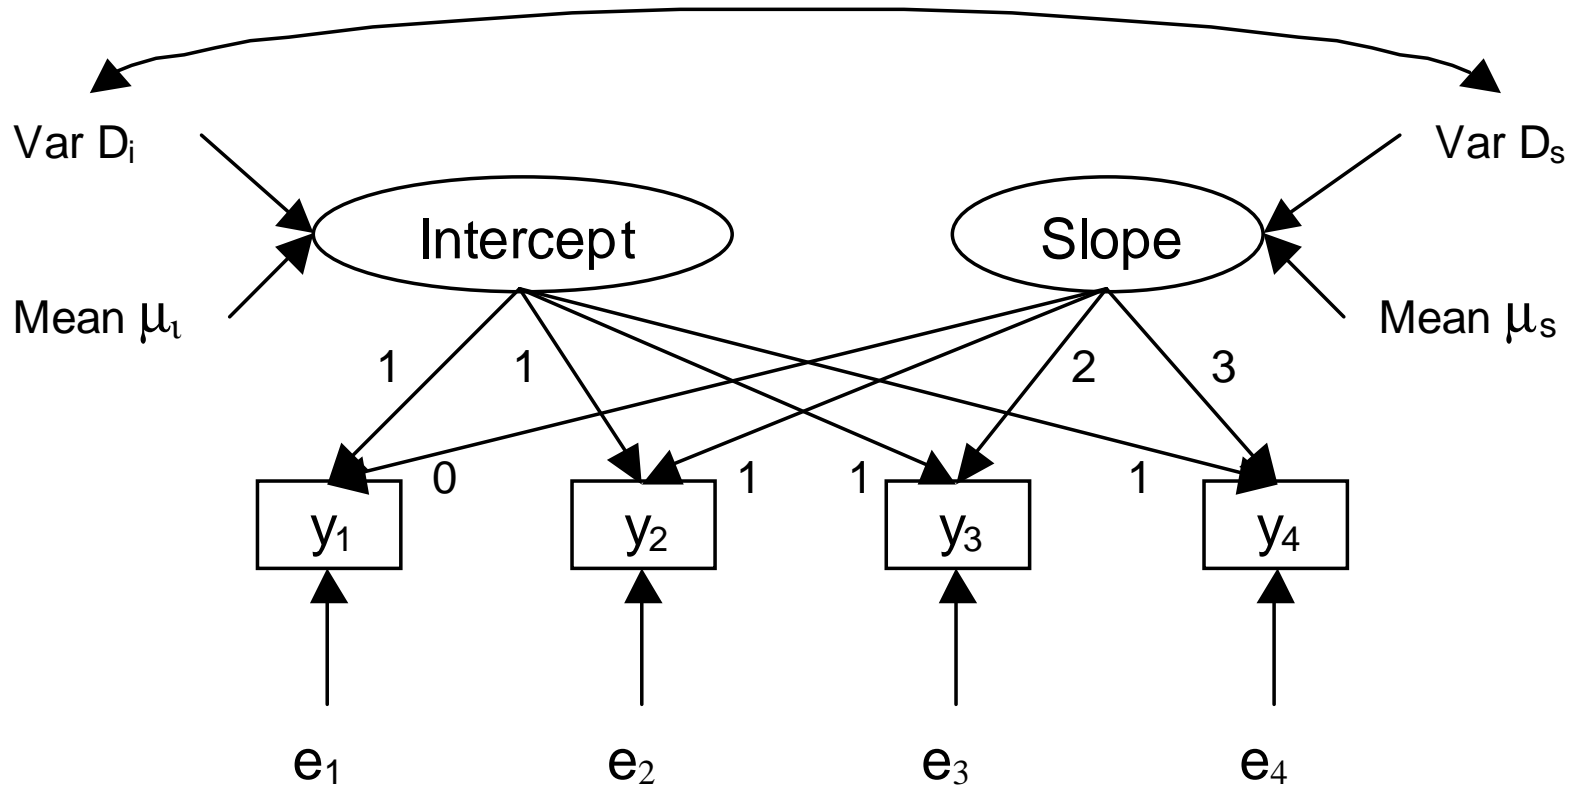 Var Dᵢ Var Dₛ
Intercept Slope
Mean μι Mean μₛ
1 1 2 3
0 1 1 1
y₁ y₂ y₃ y₄
e₁ e₂ e₃ e₄